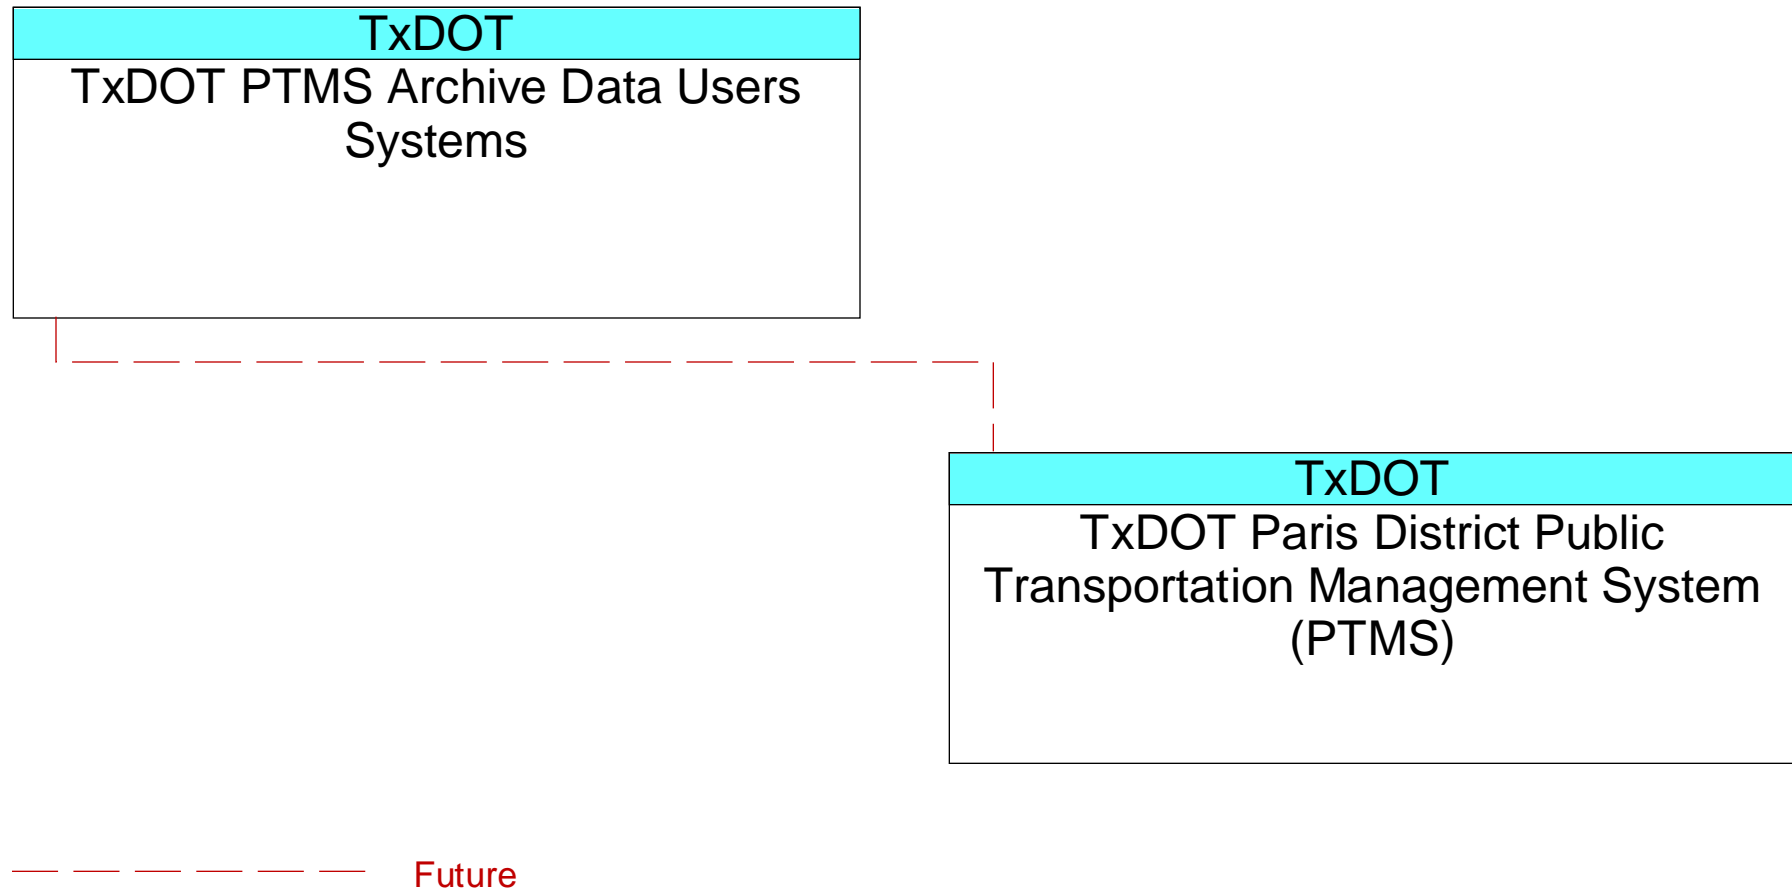 TxDOT
TxDOT PTMS Archive Data Users
Systems
TxDOT
TxDOT Paris District Public
Transportation Management System
(PTMS)
Future